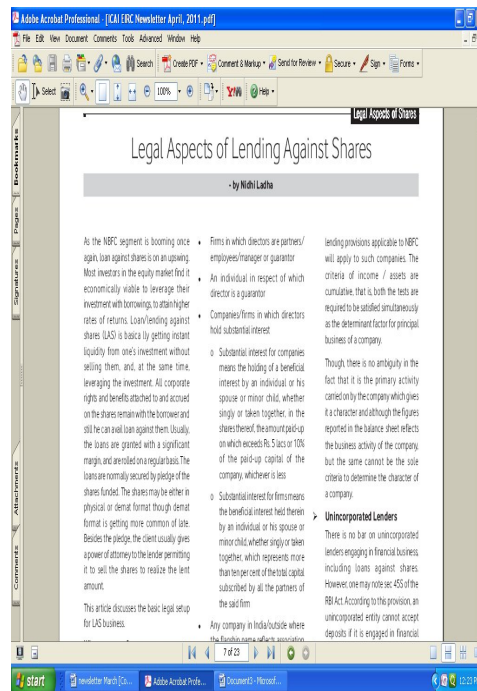 Adobe Acrobat Professional - [ICAI EIRC Newsletter April, 2011.pdf]
File Edit View Document Comments Tools Advanced Window Help
Search Create PDF Comment & Markup Send for Review Secure Sign Forms
Select 100% Help
Bookmarks
Pages
Signatures
Attachments
Comments
Legal Aspects of Shares
Legal Aspects of Lending Against Shares
- by Nidhi Ladha
As the NBFC segment is booming once
again, loan against shares is on an upswing.
Most investors in the equity market find it
economically viable to leverage their
investment with borrowings, to attain higher
rates of returns. Loan/lending against
shares (LAS) is basica lly getting instant
liquidity from one's investment without
selling them, and, at the same time,
leveraging the investment. All corporate
rights and benefits attached to and accrued
on the shares remain with the borrower and
still he can avail loan against them. Usually,
the loans are granted with a significant
margin, and are rolled on a regular basis. The
loans are normally secured by pledge of the
shares funded. The shares may be either in
physical or demat format though demat
format is getting more common of late.
Besides the pledge, the client usually gives
a power of attorney to the lender permitting
it to sell the shares to realize the lent
amount.
This article discusses the basic legal setup
for LAS business.
• Firms in which directors are partners/
employees/manager or guarantor
• An individual in respect of which
director is a guarantor
• Companies/firms in which directors
hold substantial interest
o Substantial interest for companies
means the holding of a beneficial
interest by an individual or his
spouse or minor child, whether
singly or taken together, in the
shares thereof, the amount paid-up
on which exceeds Rs. 5 lacs or 10%
of the paid-up capital of the
company, whichever is less
o Substantial interest for firms means
the beneficial interest held therein
by an individual or his spouse or
minor child, whether singly or taken
together, which represents more
than ten per cent of the total capital
subscribed by all the partners of
the said firm
• Any company in India/outside where
the flagship name reflects association
lending provisions applicable to NBFC
will apply to such companies. The
criteria of income / assets are
cumulative, that is, both the tests are
required to be satisfied simultaneously
as the determinant factor for principal
business of a company.
Though, there is no ambiguity in the
fact that it is the primary activity
carried on by the company which gives
it a character and although the figures
reported in the balance sheet reflects
the business activity of the company,
but the same cannot be the sole
criteria to determine the character of
a company.
➢ Unincorporated Lenders
There is no bar on unincorporated
lenders engaging in financial business,
including loans against shares.
However, one may note sec 45S of the
RBI Act. According to this provision, an
unincorporated entity cannot accept
deposits if it is engaged in financial
7 of 23
start newsletter March [Co... Adobe Acrobat Profe... Document3 - Microsof... 12:23 P